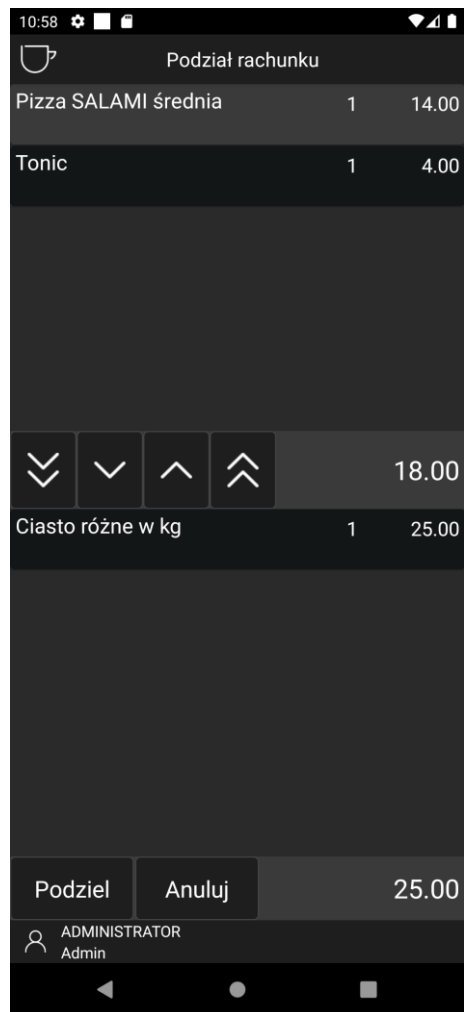 10:58
Podział rachunku
Pizza SALAMI średnia 1 14.00
Tonic 1 4.00
18.00
Ciasto różne w kg 1 25.00
Podziel Anuluj 25.00
ADMINISTRATOR
Admin